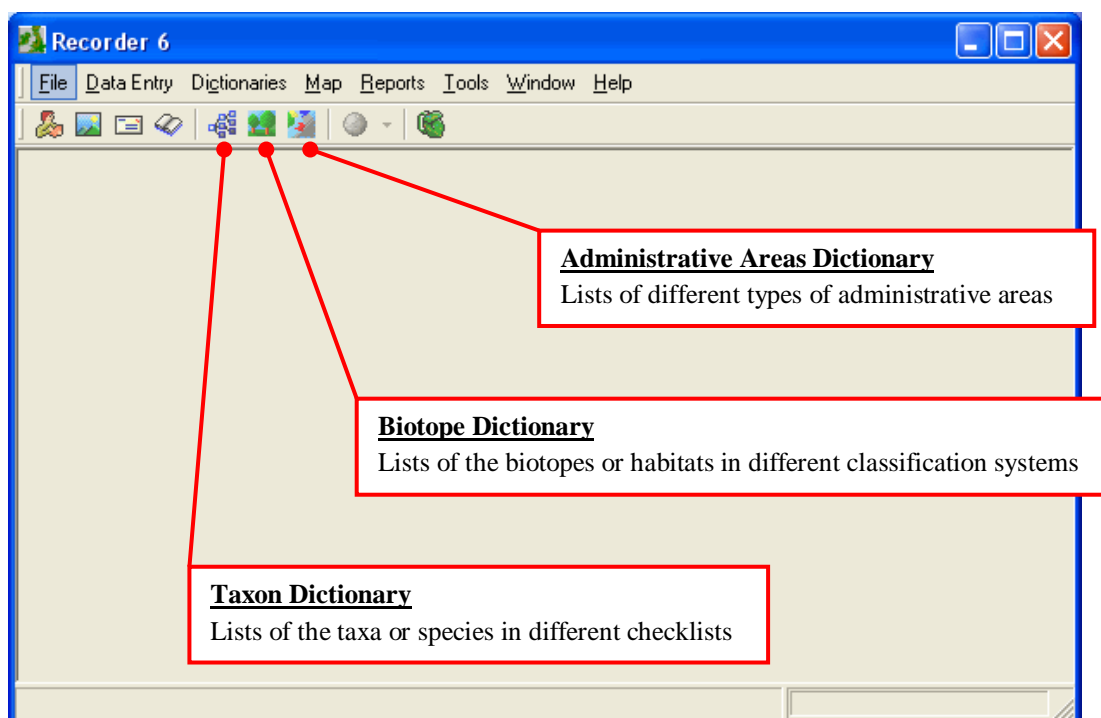 Recorder 6
File Data Entry Dictionaries Map Reports Tools Window Help
Administrative Areas Dictionary
Lists of different types of administrative areas
Biotope Dictionary
Lists of the biotopes or habitats in different classification systems
Taxon Dictionary
Lists of the taxa or species in different checklists